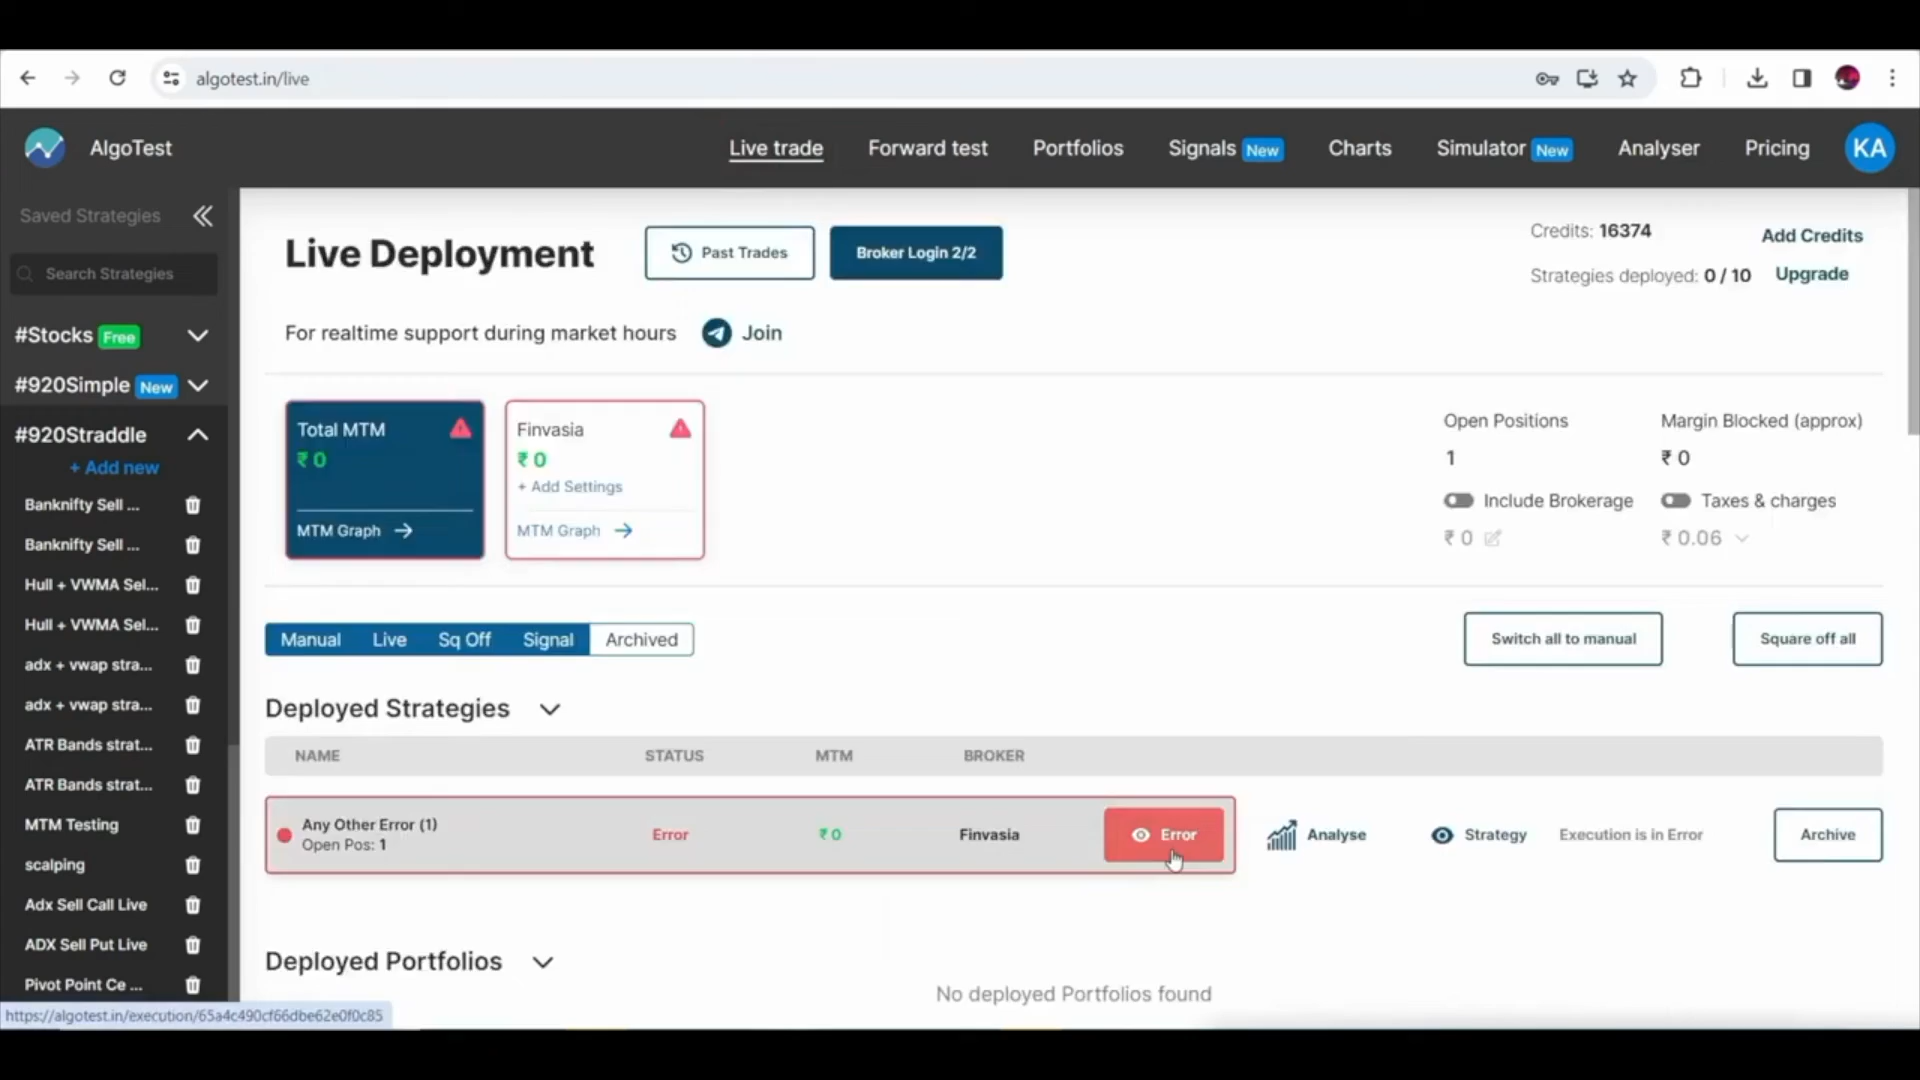 algotest.in/live
AlgoTest
Live trade
Forward test
Portfolios
Signals New
Charts
Simulator New
Analyser
Pricing
KA
Saved Strategies
Search Strategies
#Stocks Free
#920Simple New
#920Straddle
+ Add new
Banknifty Sell ...
Banknifty Sell ...
Hull + VWMA Sel...
Hull + VWMA Sel...
adx + vwap stra...
adx + vwap stra...
ATR Bands strat...
ATR Bands strat...
MTM Testing
scalping
Adx Sell Call Live
ADX Sell Put Live
Pivot Point Ce ...
https://algotest.in/execution/65a4c490cf66dbe62e0f0c85
Live Deployment
Past Trades
Broker Login 2/2
Credits: 16374
Add Credits
Strategies deployed: 0 / 10
Upgrade
For realtime support during market hours
Join
Total MTM
₹ 0
MTM Graph
Finvasia
₹ 0
+ Add Settings
MTM Graph
Open Positions
1
Include Brokerage
₹ 0
Margin Blocked (approx)
₹ 0
Taxes & charges
₹ 0.06
Manual
Live
Sq Off
Signal
Archived
Switch all to manual
Square off all
Deployed Strategies
NAME
STATUS
MTM
BROKER
Any Other Error (1)
Open Pos: 1
Error
₹ 0
Finvasia
Error
Analyse
Strategy
Execution is in Error
Archive
Deployed Portfolios
No deployed Portfolios found